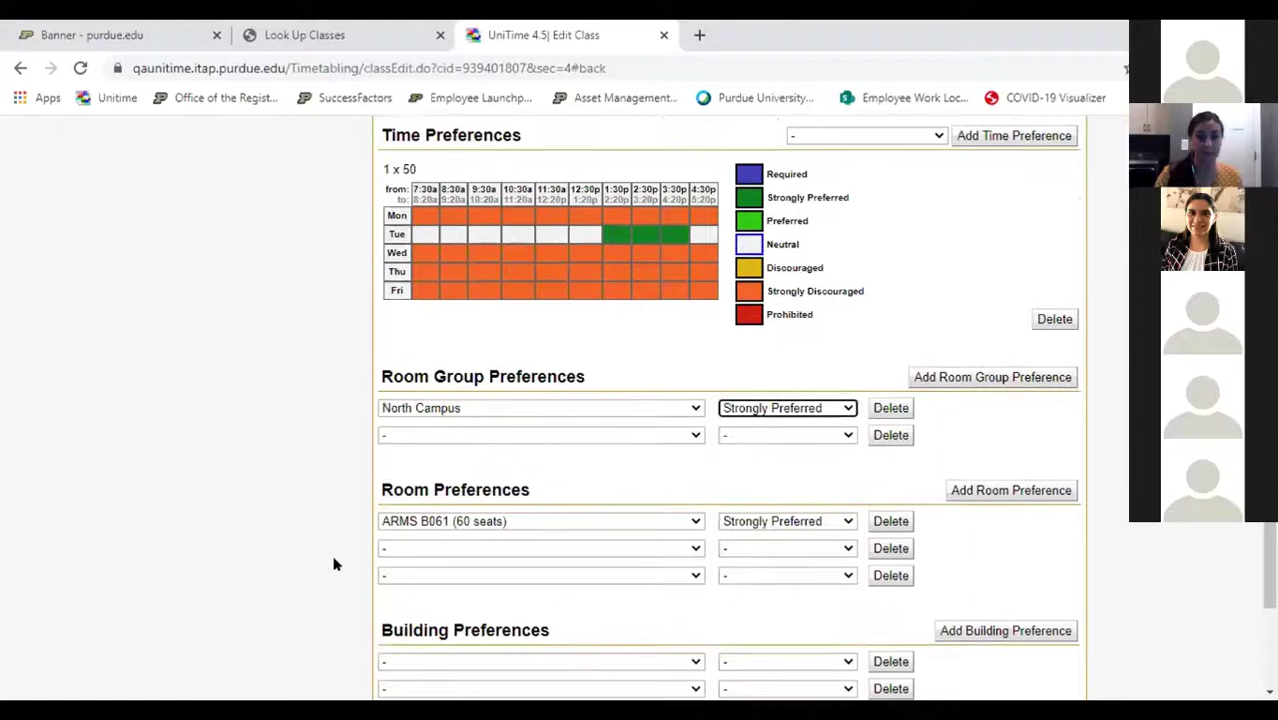 Banner - purdue.edu
Look Up Classes
UniTime 4.5| Edit Class
qaunitime.itap.purdue.edu/Timetabling/classEdit.do?cid=939401807&sec=4#back
Apps
Unitime
Office of the Regist...
SuccessFactors
Employee Launchp...
Asset Management...
Purdue University...
Employee Work Loc...
COVID-19 Visualizer
Time Preferences
-
Add Time Preference
1 x 50
from: 7:30a 8:30a 9:30a 10:30a 11:30a 12:30p 1:30p 2:30p 3:30p 4:30p
to: 8:20a 9:20a 10:20a 11:20a 12:20p 1:20p 2:20p 3:20p 4:20p 5:20p
Mon
Tue
Wed
Thu
Fri
Required
Strongly Preferred
Preferred
Neutral
Discouraged
Strongly Discouraged
Prohibited
Delete
Room Group Preferences
Add Room Group Preference
North Campus Strongly Preferred Delete
- - Delete
Room Preferences
Add Room Preference
ARMS B061 (60 seats) Strongly Preferred Delete
- - Delete
- - Delete
Building Preferences
Add Building Preference
- - Delete
- - Delete